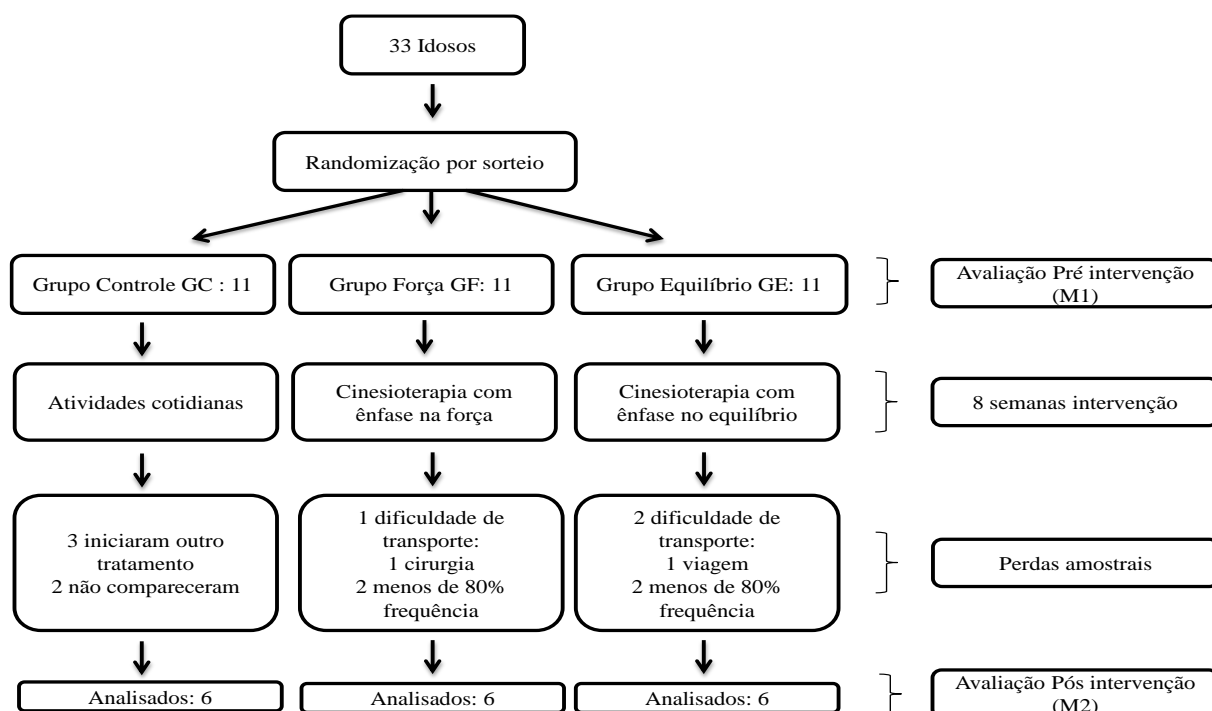 33 Idosos
Randomização por sorteio
Grupo Controle GC : 11
Grupo Força GF: 11
Grupo Equilíbrio GE: 11
Avaliação Pré intervenção
(M1)
Atividades cotidianas
Cinesioterapia com
ênfase na força
Cinesioterapia com
ênfase no equilíbrio
8 semanas intervenção
3 iniciaram outro
tratamento
2 não compareceram
1 dificuldade de
transporte:
1 cirurgia
2 menos de 80%
frequência
2 dificuldade de
transporte:
1 viagem
2 menos de 80%
frequência
Perdas amostrais
Analisados: 6
Analisados: 6
Analisados: 6
Avaliação Pós intervenção
(M2)